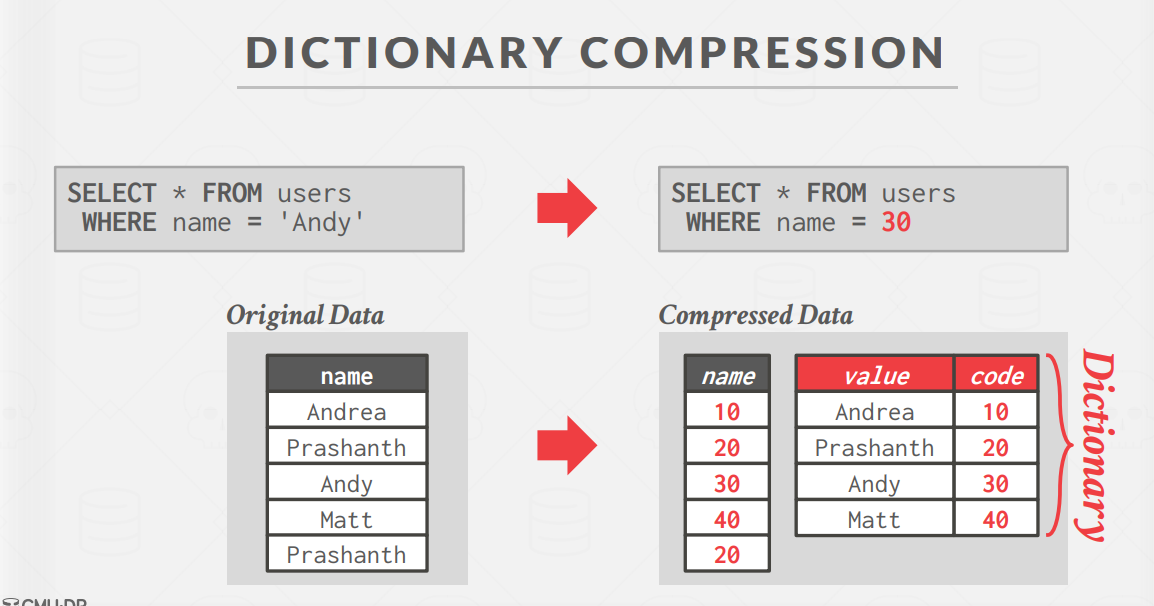 DICTIONARY COMPRESSION
SELECT * FROM users
WHERE name = 'Andy'
SELECT * FROM users
WHERE name = 30
Original Data
name
Andrea
Prashanth
Andy
Matt
Prashanth
Compressed Data
name
10
20
30
40
20
value code
Andrea 10
Prashanth 20
Andy 30
Matt 40
Dictionary
CMU·DB